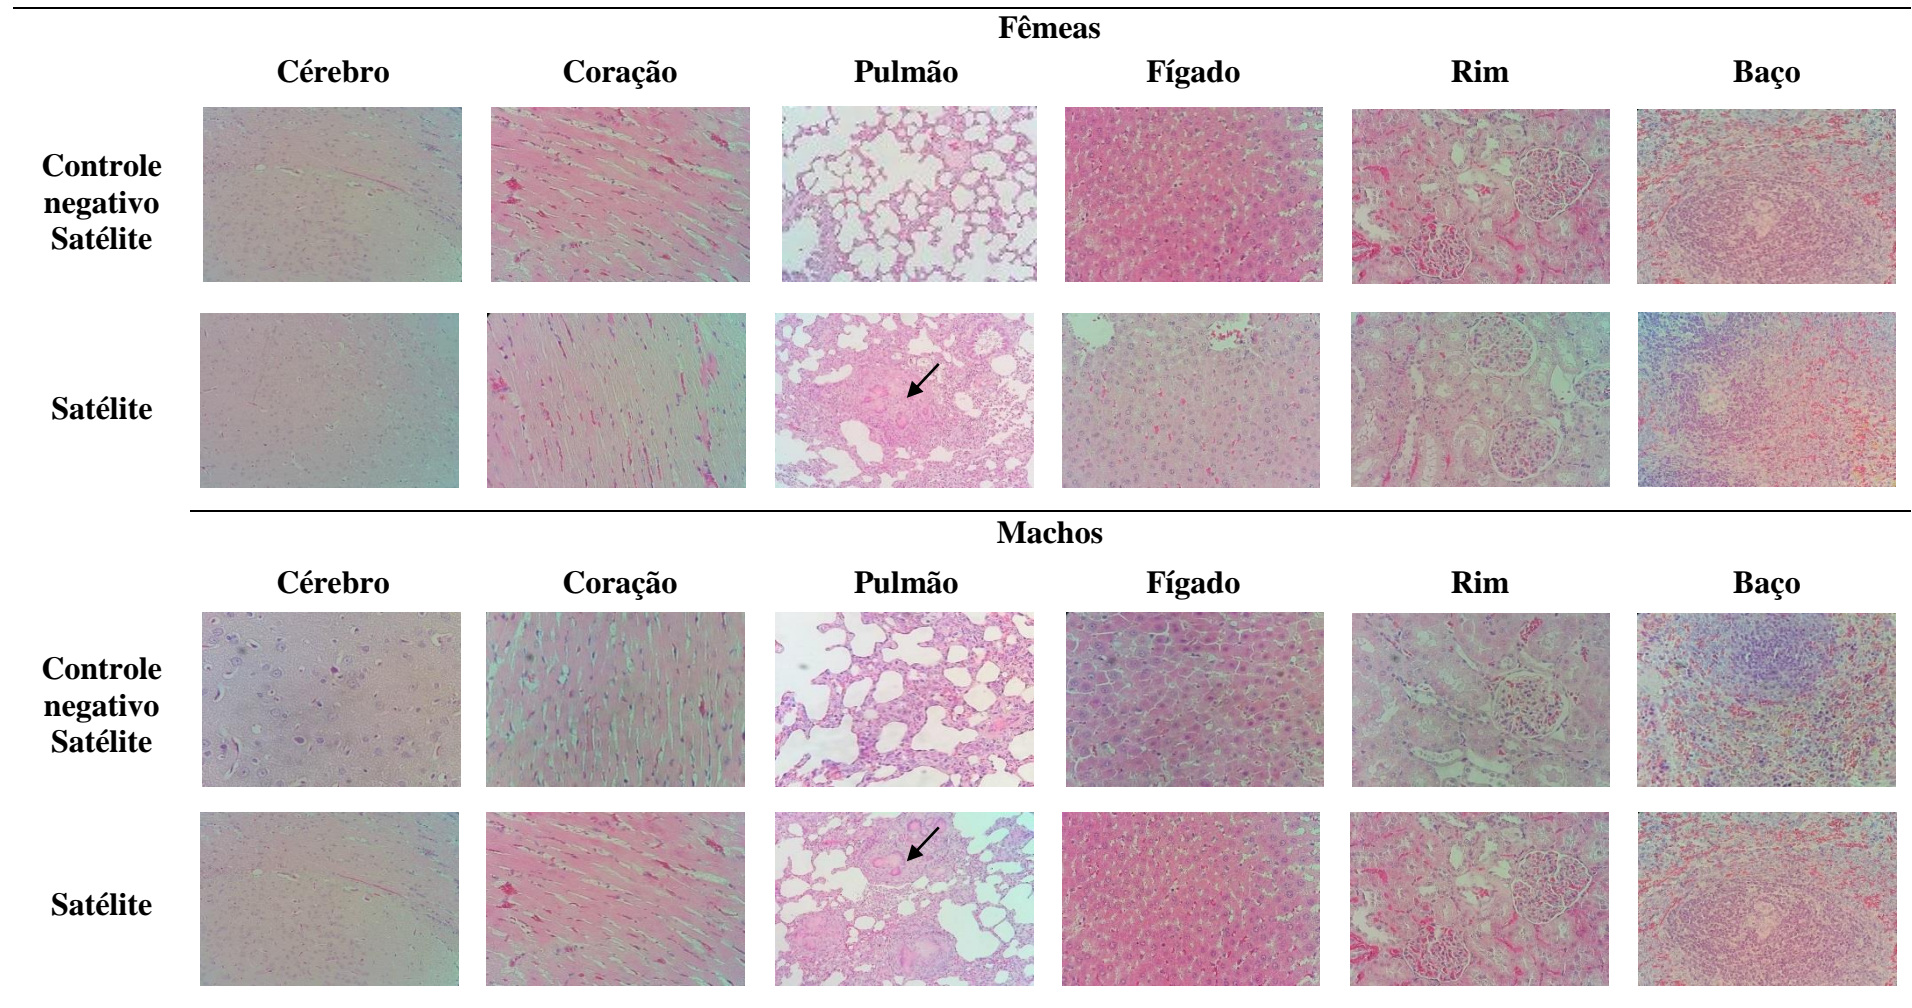 Fêmeas
Cérebro Coração Pulmão Fígado Rim Baço
Controle
negativo
Satélite
Satélite
Machos
Cérebro Coração Pulmão Fígado Rim Baço
Controle
negativo
Satélite
Satélite